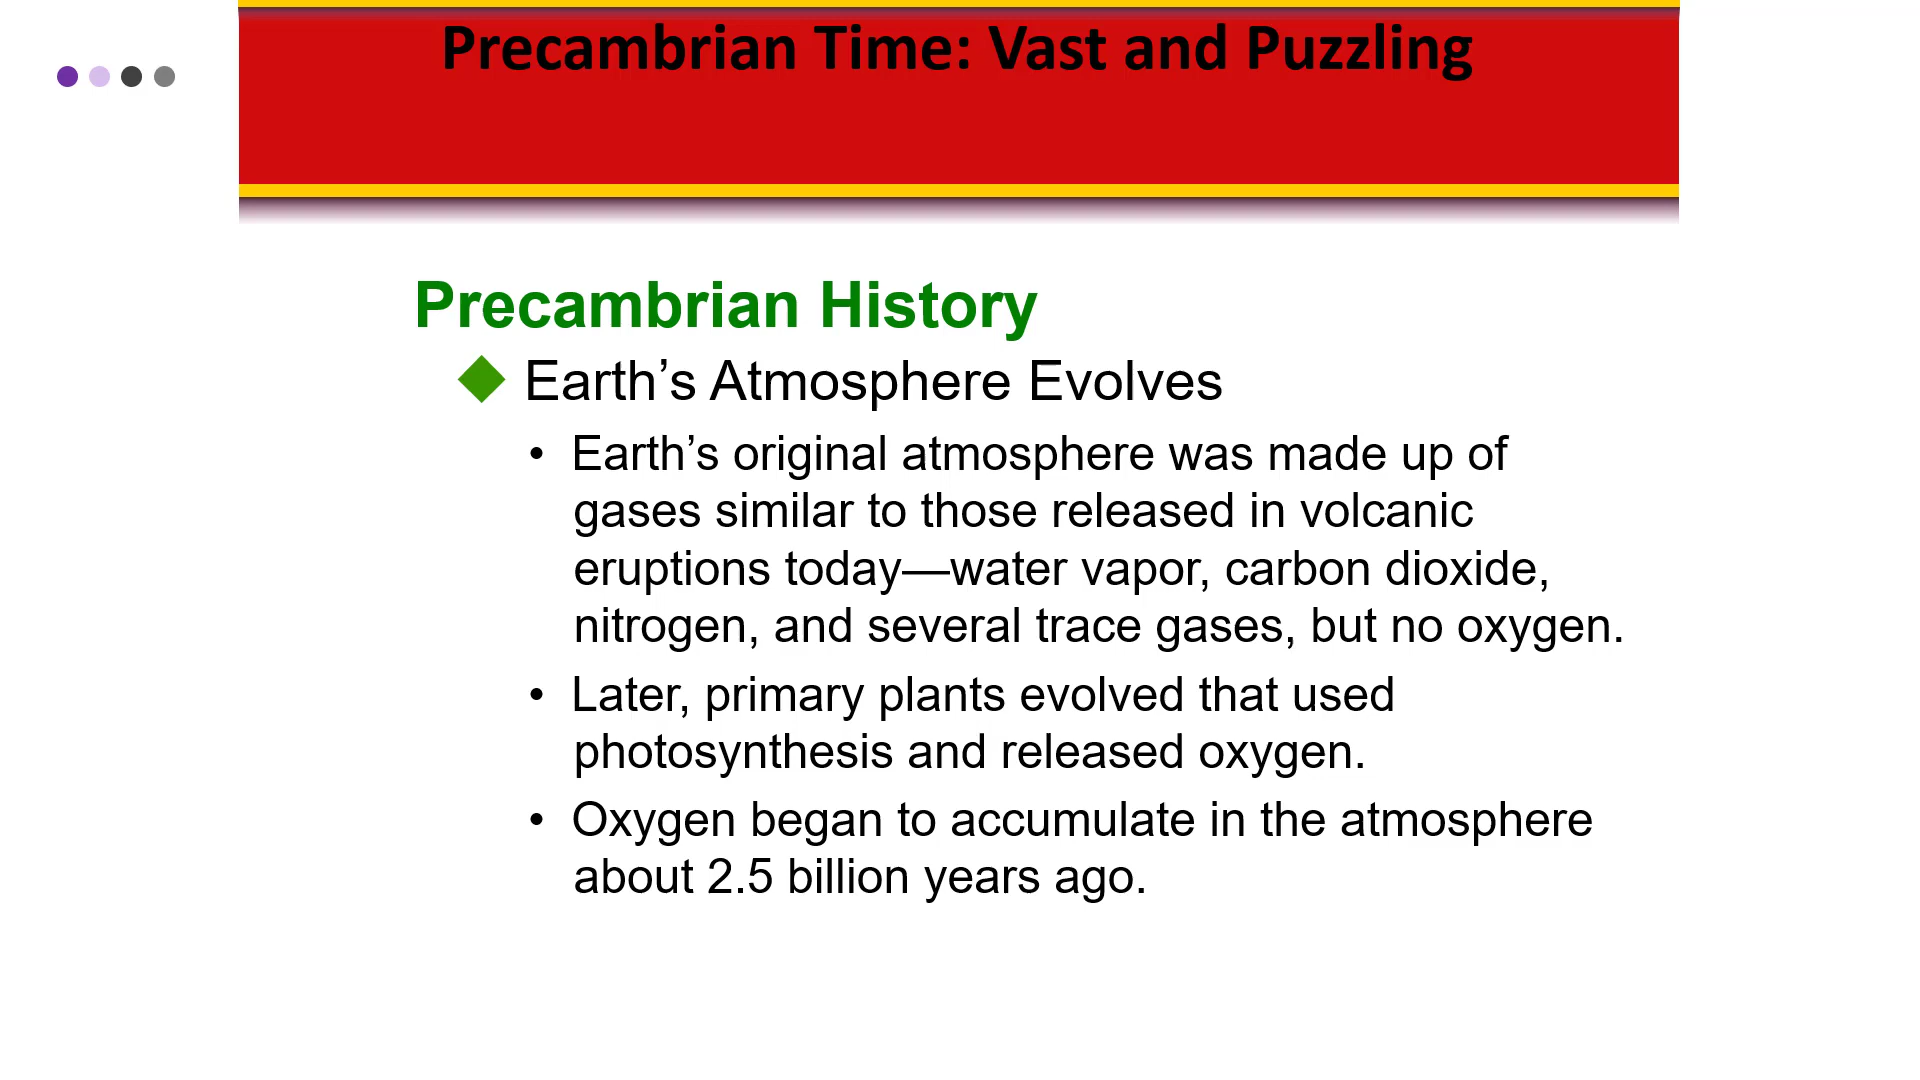 Precambrian Time: Vast and Puzzling
Precambrian History
Earth’s Atmosphere Evolves
• Earth’s original atmosphere was made up of
gases similar to those released in volcanic
eruptions today—water vapor, carbon dioxide,
nitrogen, and several trace gases, but no oxygen.
• Later, primary plants evolved that used
photosynthesis and released oxygen.
• Oxygen began to accumulate in the atmosphere
about 2.5 billion years ago.